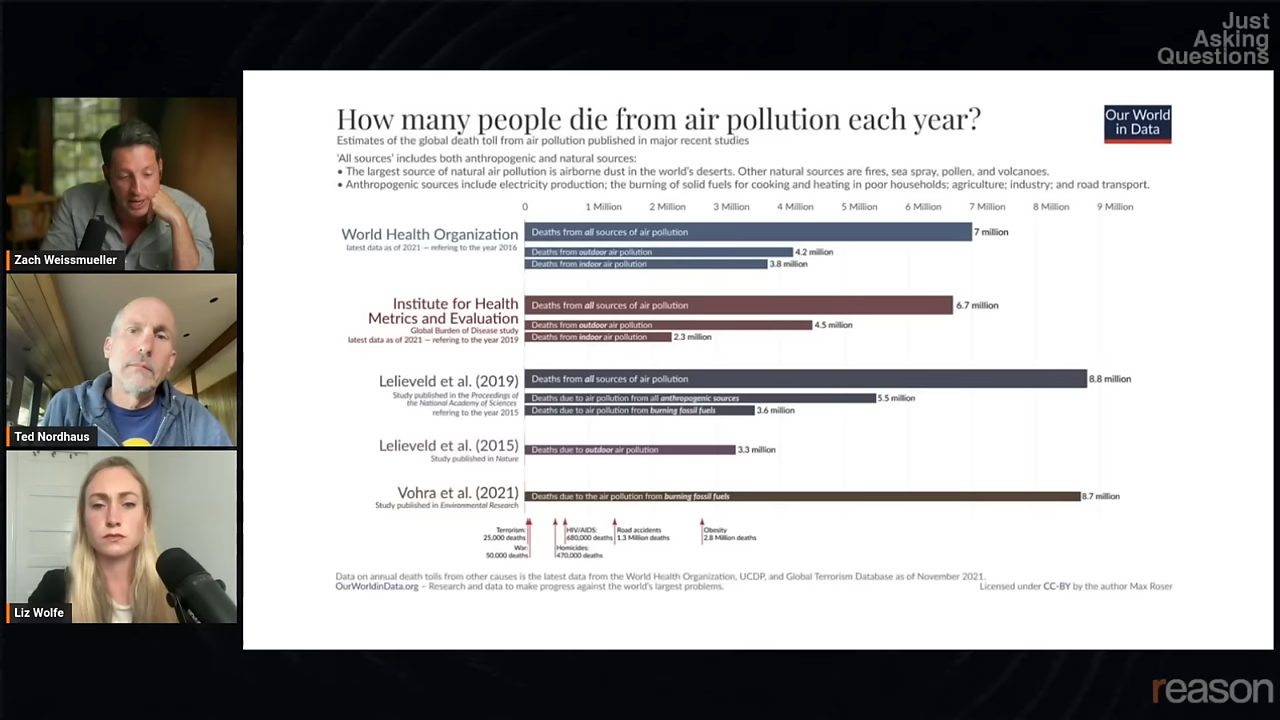 Just
Asking
Questions
Zach Weissmueller
Ted Nordhaus
Liz Wolfe
How many people die from air pollution each year?
Our World
in Data
Estimates of the global death toll from air pollution published in major recent studies
'All sources' includes both anthropogenic and natural sources:
• The largest source of natural air pollution is airborne dust in the world's deserts. Other natural sources are fires, sea spray, pollen, and volcanoes.
• Anthropogenic sources include electricity production; the burning of solid fuels for cooking and heating in poor households; agriculture; industry; and road transport.
0 1 Million 2 Million 3 Million 4 Million 5 Million 6 Million 7 Million 8 Million 9 Million
World Health Organization
latest data as of 2021 — refering to the year 2016
Deaths from all sources of air pollution 7 million
Deaths from outdoor air pollution 4.2 million
Deaths from indoor air pollution 3.8 million
Institute for Health
Metrics and Evaluation
Global Burden of Disease study
latest data as of 2021 — refering to the year 2019
Deaths from all sources of air pollution 6.7 million
Deaths from outdoor air pollution 4.5 million
Deaths from indoor air pollution 2.3 million
Lelieveld et al. (2019)
Study published in the Proceedings of
the National Academy of Sciences
refering to the year 2015
Deaths from all sources of air pollution 8.8 million
Deaths due to air pollution from all anthropogenic sources 5.5 million
Deaths due to air pollution from burning fossil fuels 3.6 million
Lelieveld et al. (2015)
Study published in Nature
Deaths due to outdoor air pollution 3.3 million
Vohra et al. (2021)
Study published in Environmental Research
Deaths due to the air pollution from burning fossil fuels 8.7 million
Terrorism:
25,000 deaths
War:
50,000 deaths
HIV/AIDS:
680,000 deaths
Homicides:
470,000 deaths
Road accidents
1.3 Million deaths
Obesity
2.8 Million deaths
Data on annual death tolls from other causes is the latest data from the World Health Organization, UCDP, and Global Terrorism Database as of November 2021.
OurWorldinData.org – Research and data to make progress against the world's largest problems.
Licensed under CC-BY by the author Max Roser
reason